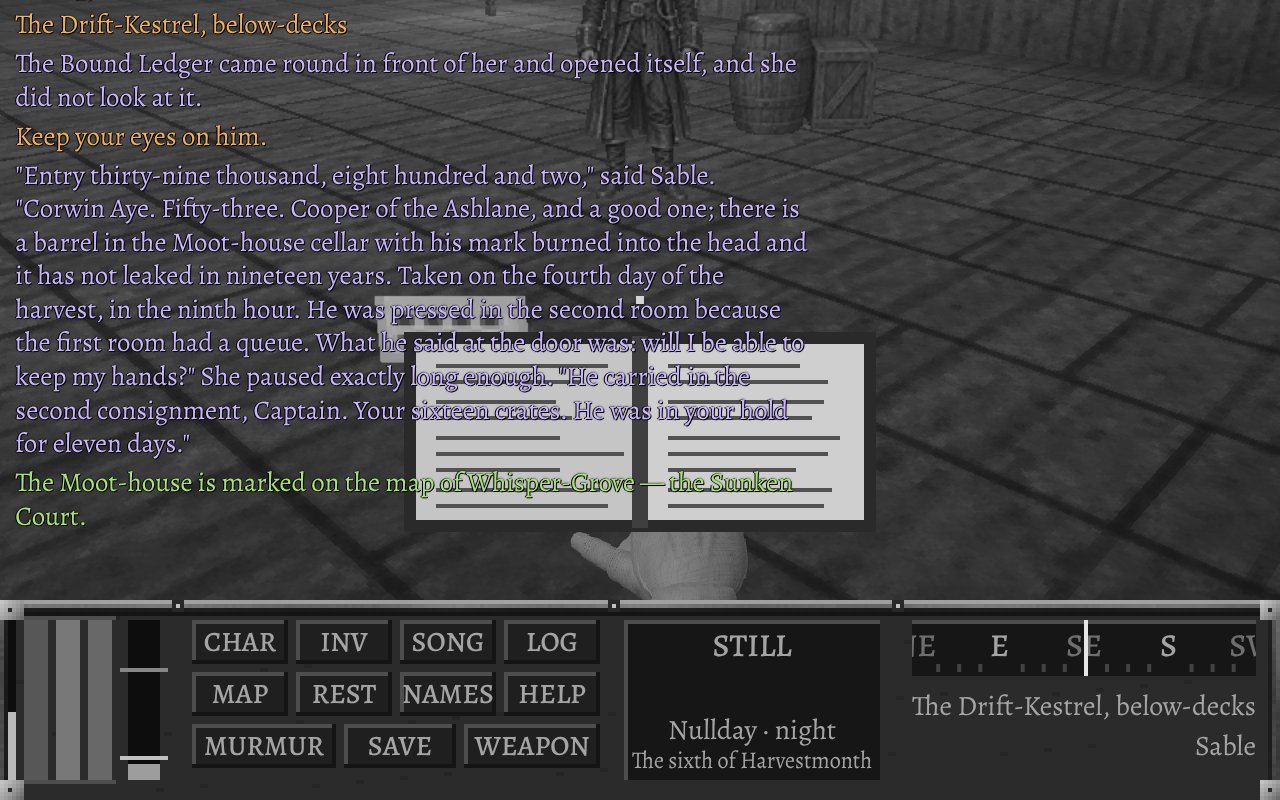 The Drift-Kestrel, below-decks
The Bound Ledger came round in front of her and opened itself, and she
did not look at it.
Keep your eyes on him.
"Entry thirty-nine thousand, eight hundred and two," said Sable.
"Corwin Aye. Fifty-three. Cooper of the Ashlane, and a good one; there is
a barrel in the Moot-house cellar with his mark burned into the head and
it has not leaked in nineteen years. Taken on the fourth day of the
harvest, in the ninth hour. He was pressed in the second room because
the first room had a queue. What he said at the door was: will I be able to
keep my hands?" She paused exactly long enough. "He carried in the
second consignment, Captain. Your sixteen crates. He was in your hold
for eleven days."
The Moot-house is marked on the map of Whisper-Grove — the Sunken
Court.
CHAR INV SONG LOG
MAP REST NAMES HELP
MURMUR SAVE WEAPON
STILL
Nullday · night
The sixth of Harvestmonth
E SE S
The Drift-Kestrel, below-decks
Sable